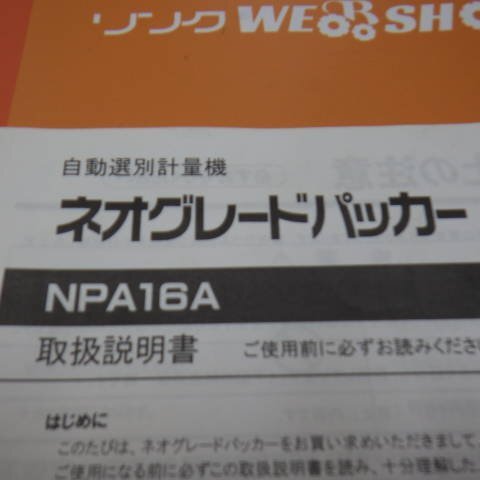 リンク WEB SHO
自動選別計量機
ネオグレードパッカー
NPA16A
取扱説明書 ご使用前に必ずお読みくださ
はじめに
このたびは、ネオグレードパッカーをお買い求めいただきまして、
ご使用になる前に必ずこの取扱説明書を読み、十分理解した